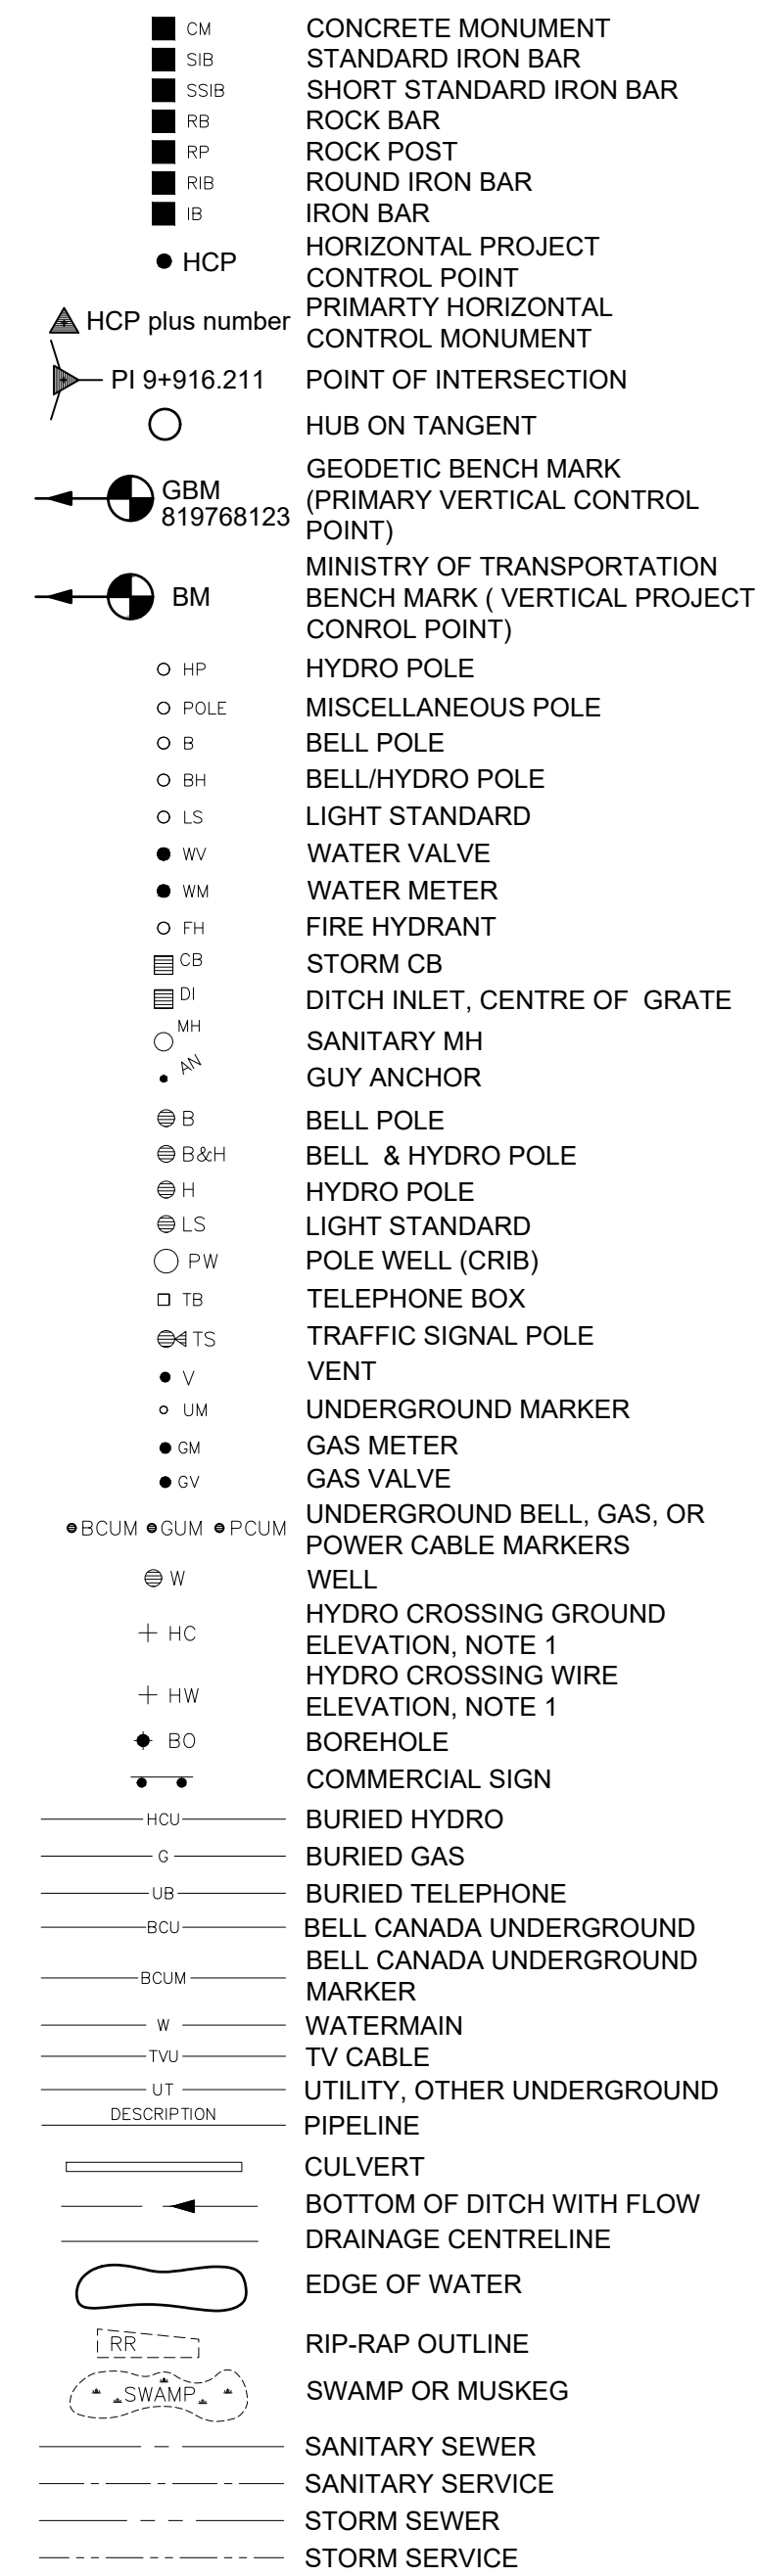 CM CONCRETE MONUMENT
SIB STANDARD IRON BAR
SSIB SHORT STANDARD IRON BAR
RB ROCK BAR
RP ROCK POST
RIB ROUND IRON BAR
IB IRON BAR
HCP HORIZONTAL PROJECT
CONTROL POINT
HCP plus number PRIMARTY HORIZONTAL
CONTROL MONUMENT
PI 9+916.211 POINT OF INTERSECTION
HUB ON TANGENT
GBM
819768123
GEODETIC BENCH MARK
(PRIMARY VERTICAL CONTROL
POINT)
BM
MINISTRY OF TRANSPORTATION
BENCH MARK ( VERTICAL PROJECT
CONROL POINT)
HP HYDRO POLE
POLE MISCELLANEOUS POLE
B BELL POLE
BH BELL/HYDRO POLE
LS LIGHT STANDARD
WV WATER VALVE
WM WATER METER
FH FIRE HYDRANT
CB STORM CB
DI DITCH INLET, CENTRE OF GRATE
MH SANITARY MH
AN GUY ANCHOR
B BELL POLE
B&H BELL & HYDRO POLE
H HYDRO POLE
LS LIGHT STANDARD
PW POLE WELL (CRIB)
TB TELEPHONE BOX
TS TRAFFIC SIGNAL POLE
V VENT
UM UNDERGROUND MARKER
GM GAS METER
GV GAS VALVE
BCUM GUM PCUM UNDERGROUND BELL, GAS, OR
POWER CABLE MARKERS
W WELL
HC HYDRO CROSSING GROUND
ELEVATION, NOTE 1
HW HYDRO CROSSING WIRE
ELEVATION, NOTE 1
BO BOREHOLE
COMMERCIAL SIGN
HCU BURIED HYDRO
G BURIED GAS
UB BURIED TELEPHONE
BCU BELL CANADA UNDERGROUND
BCUM BELL CANADA UNDERGROUND
MARKER
W WATERMAIN
TVU TV CABLE
UT UTILITY, OTHER UNDERGROUND
DESCRIPTION PIPELINE
CULVERT
BOTTOM OF DITCH WITH FLOW
DRAINAGE CENTRELINE
EDGE OF WATER
RR RIP-RAP OUTLINE
SWAMP SWAMP OR MUSKEG
SANITARY SEWER
SANITARY SERVICE
STORM SEWER
STORM SERVICE